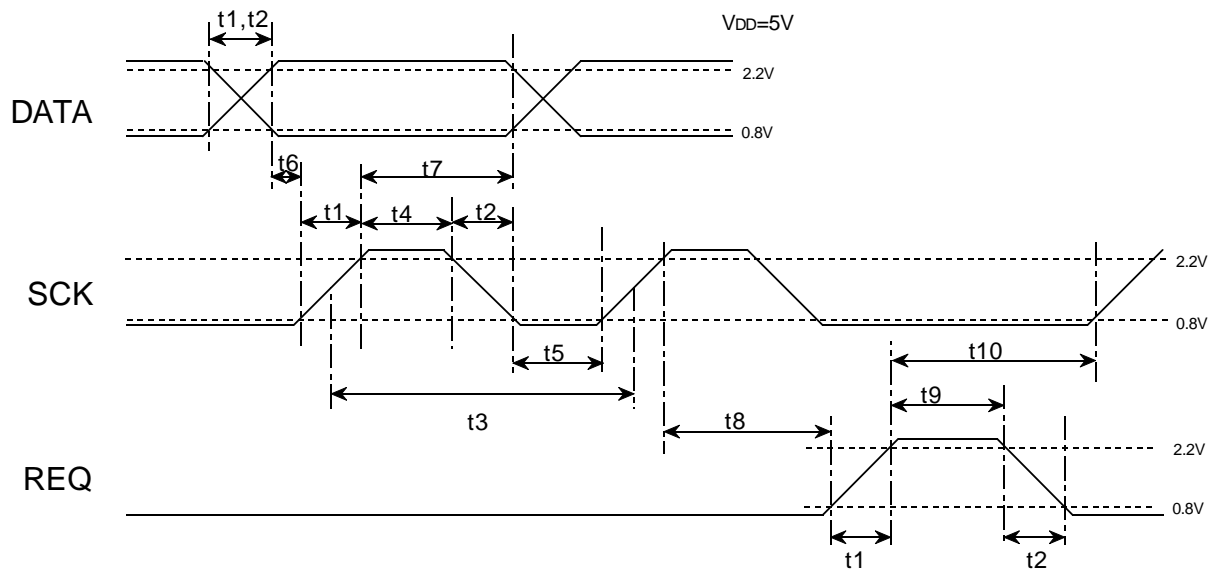 t1,t2
VDD=5V
2.2V
DATA
0.8V
t6
t7
t1
t4
t2
2.2V
SCK
0.8V
t5
t10
t3
t9
t8
2.2V
REQ
0.8V
t1
t2